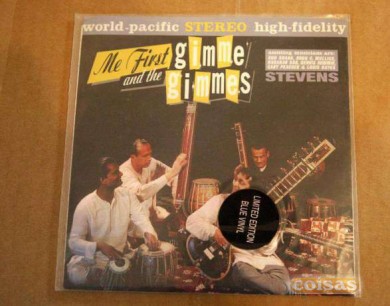 world-pacific STEREO high-fidelity
Me First
and the
gimme
gimmes
STEVENS
LIMITED EDITION
BLUE VINYL
coisas